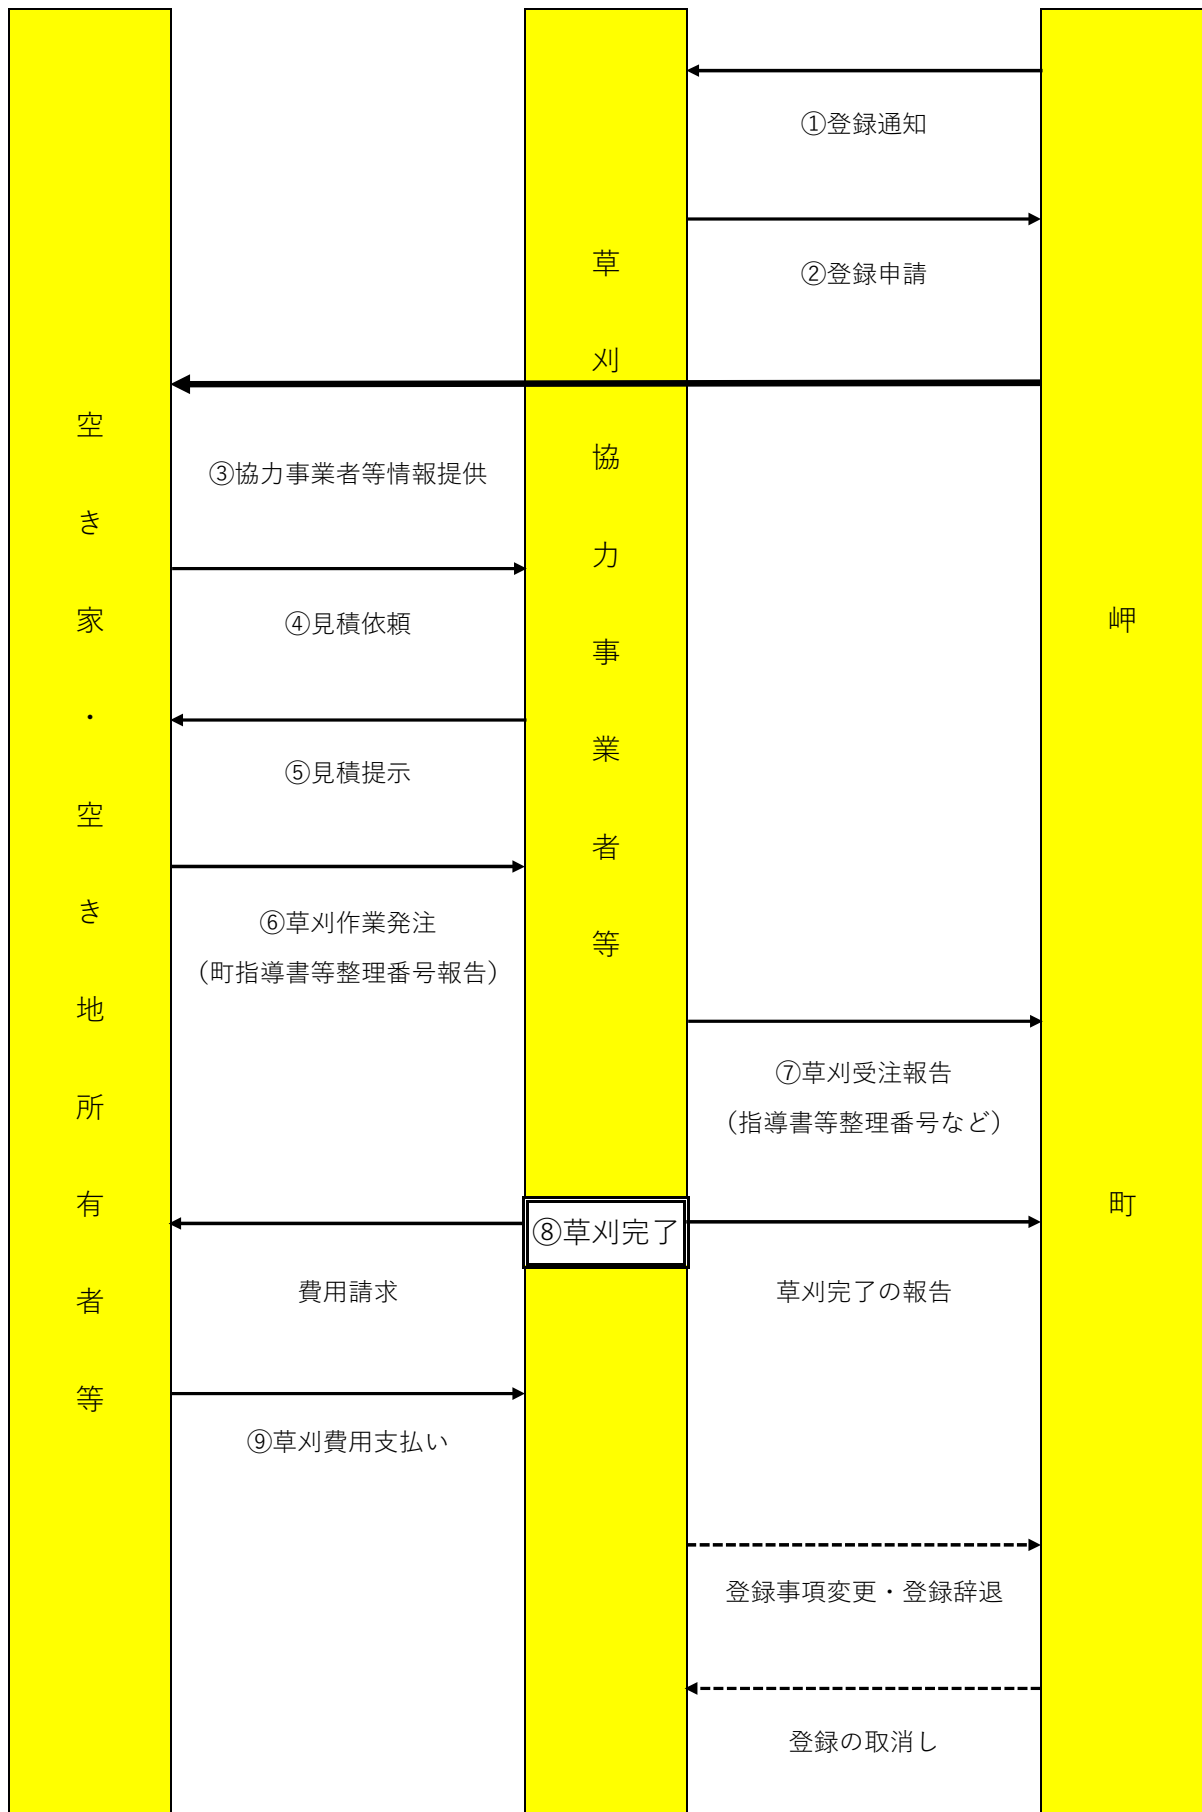 空き家・空き地所有者等
草刈協力事業者等
岬町
①登録通知
②登録申請
③協力事業者等情報提供
④見積依頼
⑤見積提示
⑥草刈作業発注
（町指導書等整理番号報告）
⑦草刈受注報告
（指導書等整理番号など）
⑧草刈完了
費用請求
草刈完了の報告
⑨草刈費用支払い
登録事項変更・登録辞退
登録の取消し